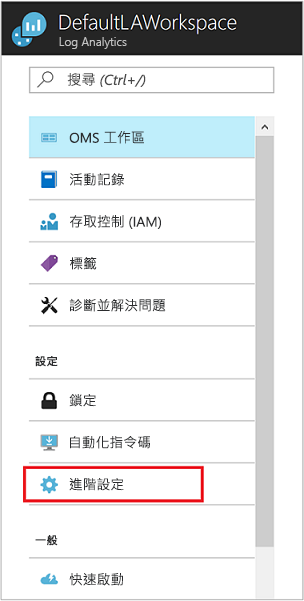 DefaultLAWorkspace
Log Analytics
搜尋 (Ctrl+/)
OMS 工作區
活動記錄
存取控制 (IAM)
標籤
診斷並解決問題
設定
鎖定
自動化指令碼
進階設定
一般
快速啟動